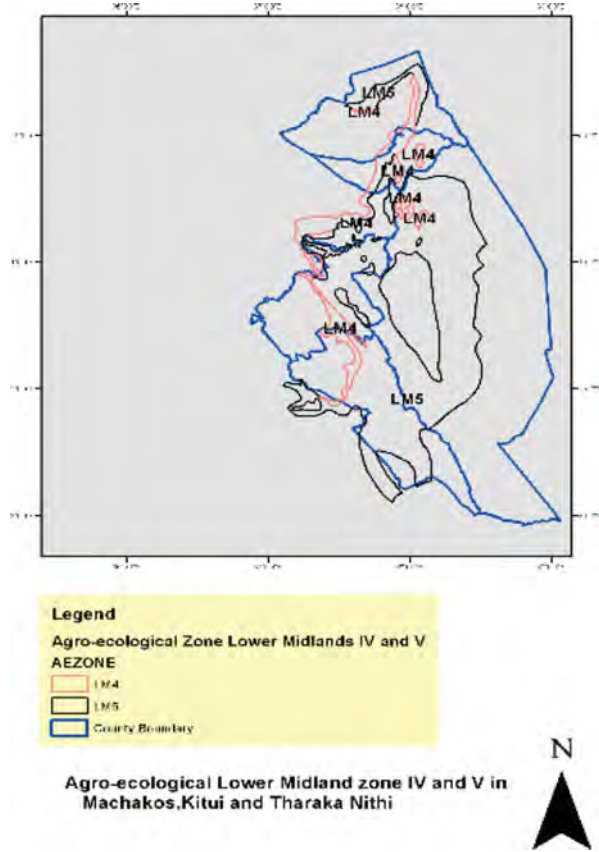 LM5
LM4
LM4
LM4
LM4
LM4
LM4
LM4
LM5
Legend
Agro-ecological Zone Lower Midlands IV and V
AEZONE
LM4
LM5
County Boundary
N
Agro-ecological Lower Midland zone IV and V in
Machakos,Kitui and Tharaka Nithi